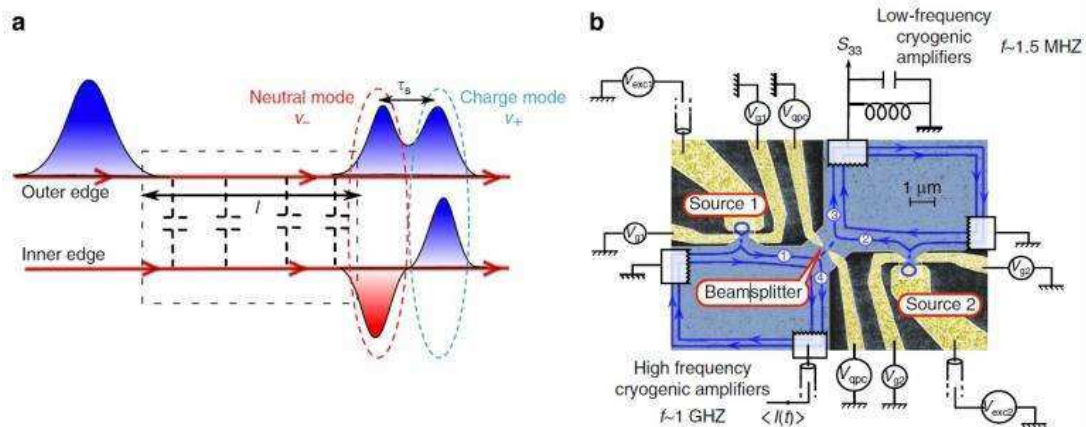 a
Neutral mode
v₋
τs
Charge mode
v₊
Outer edge
l
Inner edge
b
Low-frequency
cryogenic
amplifiers
f~1.5 MHZ
S33
Vexc1
Vg1
Vqpc
1 μm
Source 1
3
2
Vg1
1
4
Beamsplitter
Vg2
Source 2
High frequency
cryogenic amplifiers
f~1 GHZ
< I(t)>
Vqpc
Vg2
Vexc2